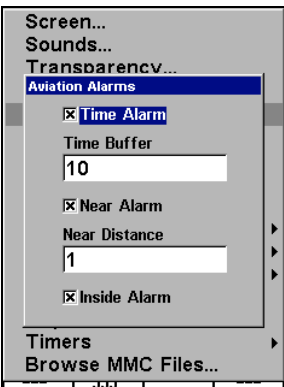 Screen...
Sounds...
Transparency...
Aviation Alarms
Time Alarm
Time Buffer
10
Near Alarm
Near Distance
1
Inside Alarm
Timers
Browse MMC Files...